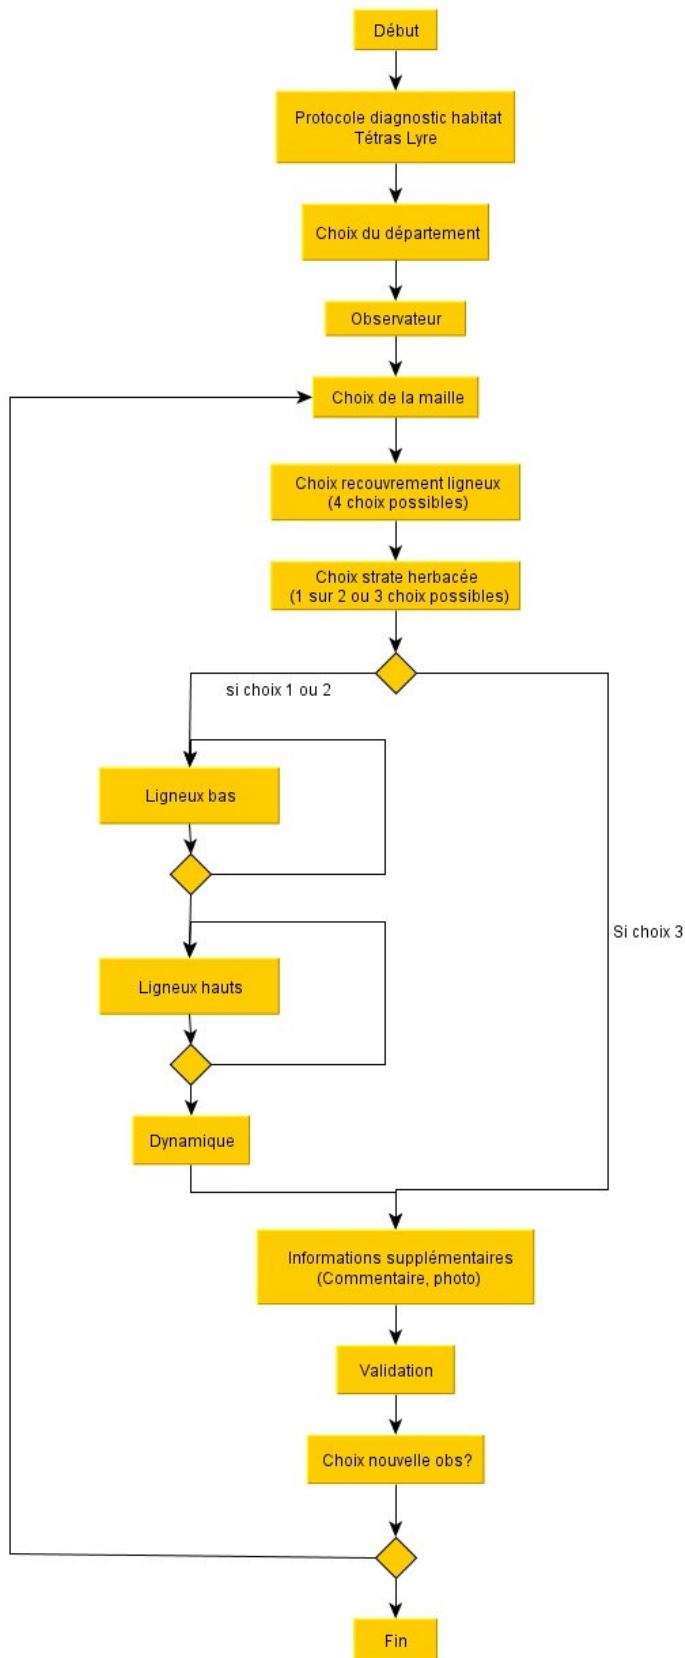 Début
Protocole diagnostic habitat
Tétras Lyre
Choix du département
Observateur
Choix de la maille
Choix recouvrement ligneux
(4 choix possibles)
Choix strate herbacée
(1 sur 2 ou 3 choix possibles)
si choix 1 ou 2
Ligneux bas
Si choix 3
Ligneux hauts
Dynamique
Informations supplémentaires
(Commentaire, photo)
Validation
Choix nouvelle obs?
Fin